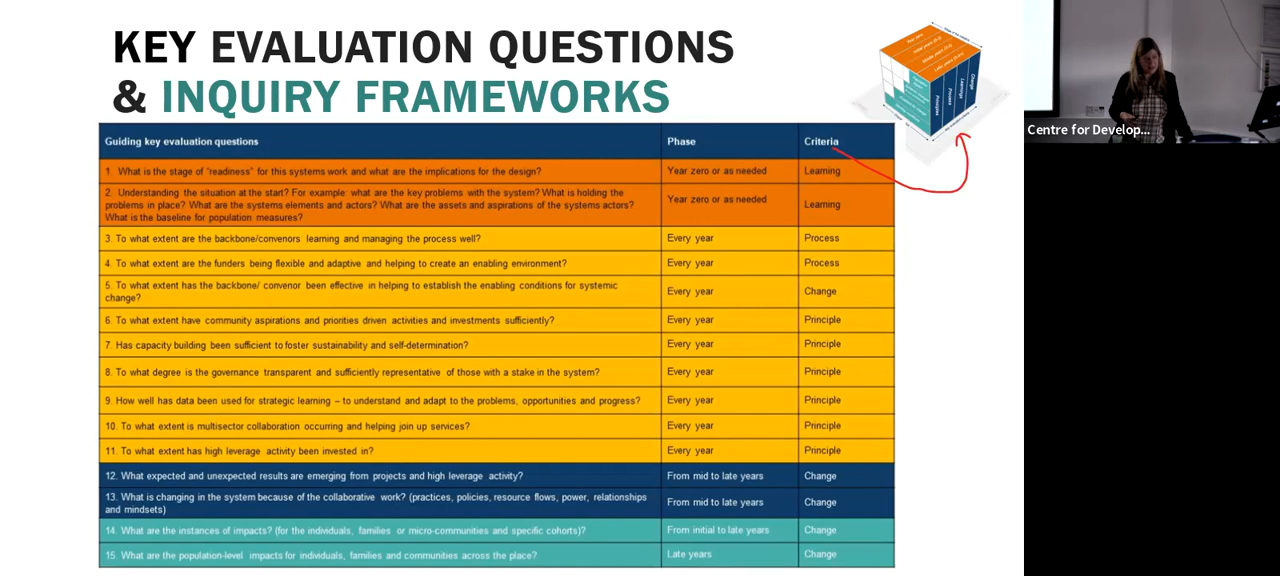 KEY EVALUATION QUESTIONS
& INQUIRY FRAMEWORKS
Guiding key evaluation questions Phase Criteria
1. What is the stage of "readiness" for this systems work and what are the implications for the design? Year zero or as needed Learning
2. Understanding the situation at the start? For example: what are the key problems with the system? What is holding the
problems in place? What are the systems elements and actors? What are the assets and aspirations of the systems actors?
What is the baseline for population measures?
Year zero or as needed Learning
3. To what extent are the backbone/convenors learning and managing the process well? Every year Process
4. To what extent are the funders being flexible and adaptive and helping to create an enabling environment? Every year Process
5. To what extent has the backbone/ convenor been effective in helping to establish the enabling conditions for systemic
change?
Every year Change
6. To what extent have community aspirations and priorities driven activities and investments sufficiently? Every year Principle
7. Has capacity building been sufficient to foster sustainability and self-determination? Every year Principle
8. To what degree is the governance transparent and sufficiently representative of those with a stake in the system? Every year Principle
9. How well has data been used for strategic learning – to understand and adapt to the problems, opportunities and progress? Every year Principle
10. To what extent is multisector collaboration occurring and helping join up services? Every year Principle
11. To what extent has high leverage activity been invested in? Every year Principle
12. What expected and unexpected results are emerging from projects and high leverage activity? From mid to late years Change
13. What is changing in the system because of the collaborative work? (practices, policies, resource flows, power, relationships
and mindsets)
From mid to late years Change
14. What are the instances of impacts? (for the individuals, families or micro-communities and specific cohorts)? From initial to late years Change
15. What are the population-level impacts for individuals, families and communities across the place? Late years Change
Year zero
Principles
Process
Learnings
Change
Centre for Develop...